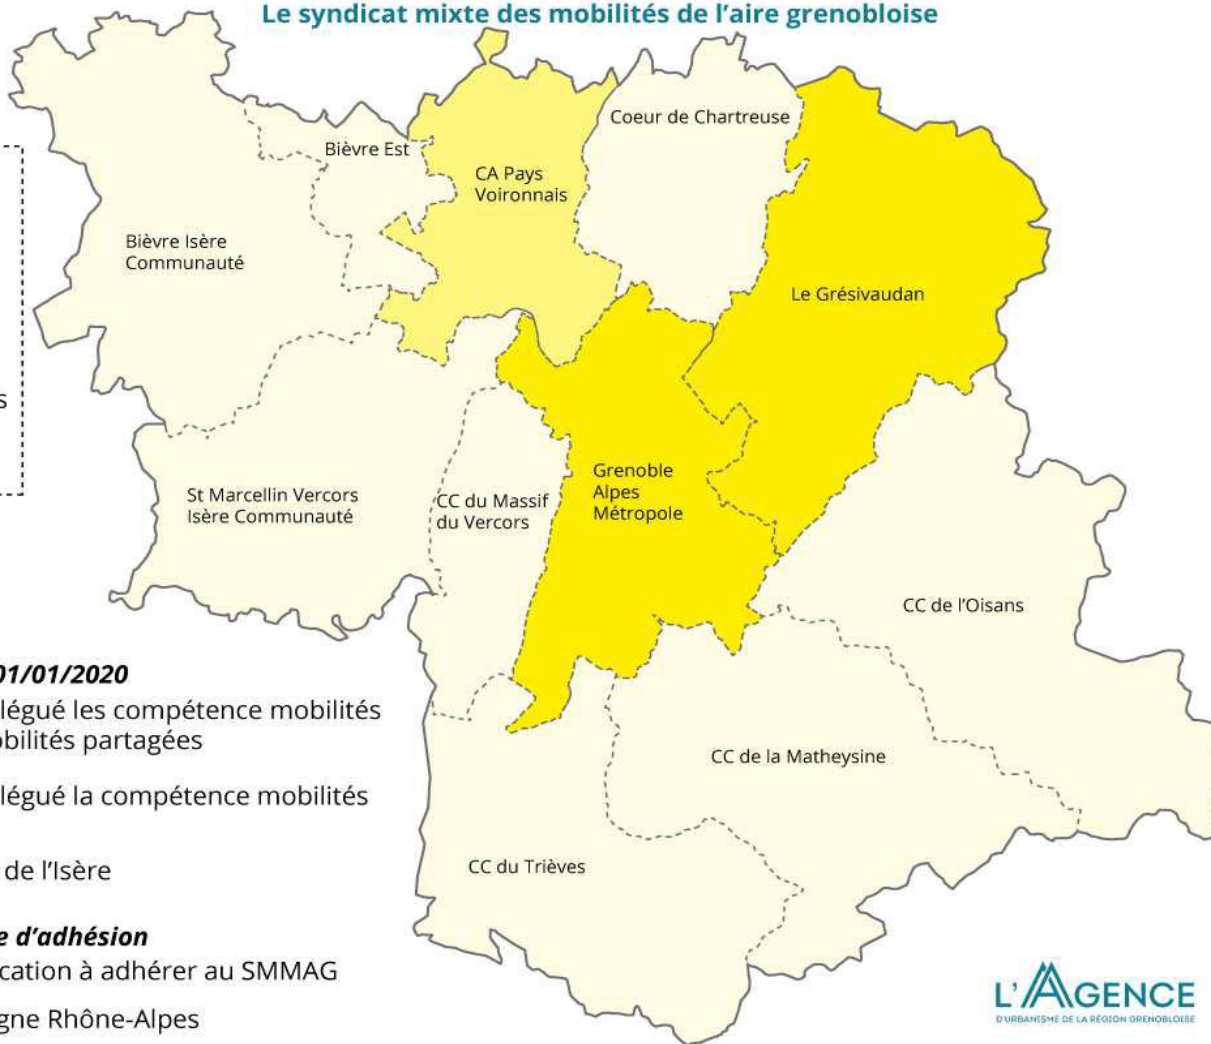 Le syndicat mixte des mobilités de l'aire grenobloise
Coeur de Chartreuse
Bièvre Est
CA Pays
Voironnais
Bièvre Isère
Communauté
Le Grésivaudan
s
Grenoble
Alpes
Métropole
St Marcellin Vercors
Isère Communauté
CC du Massif
du Vercors
CC de l'Oisans
01/01/2020
légué les compétence mobilités
obilités partagées
CC de la Matheysine
légué la compétence mobilités
CC du Trièves
de l'Isère
e d'adhésion
cation à adhérer au SMMAG
gne Rhône-Alpes
L'AGENCE
D'URBANISME DE LA RÉGION GRENOBLOISE